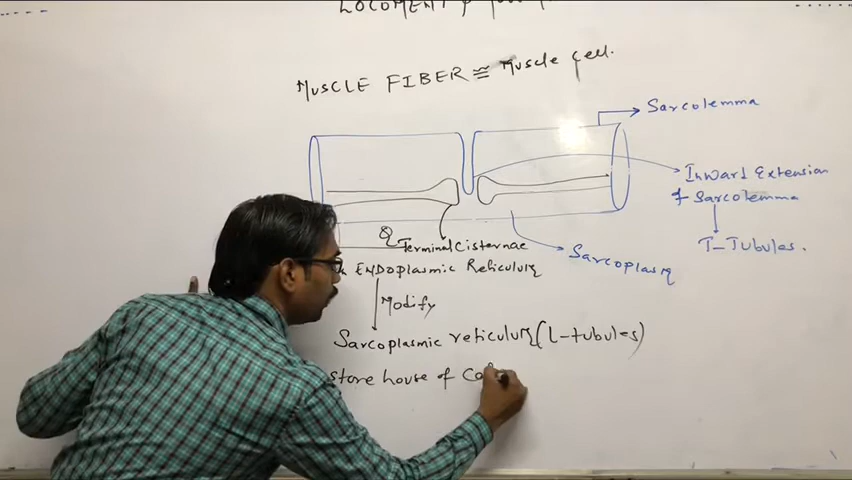 LOCOMENT &
MUSCLE FIBER ≅ Muscle cell.
Sarcolemma
Inward Extension
of Sarcolemma
T-Tubules.
Terminal Cisternae
Sarcoplasm
ENDOplasmic Reticulum
Modify
Sarcoplasmic reticulum (L-tubules)
store house of Ca